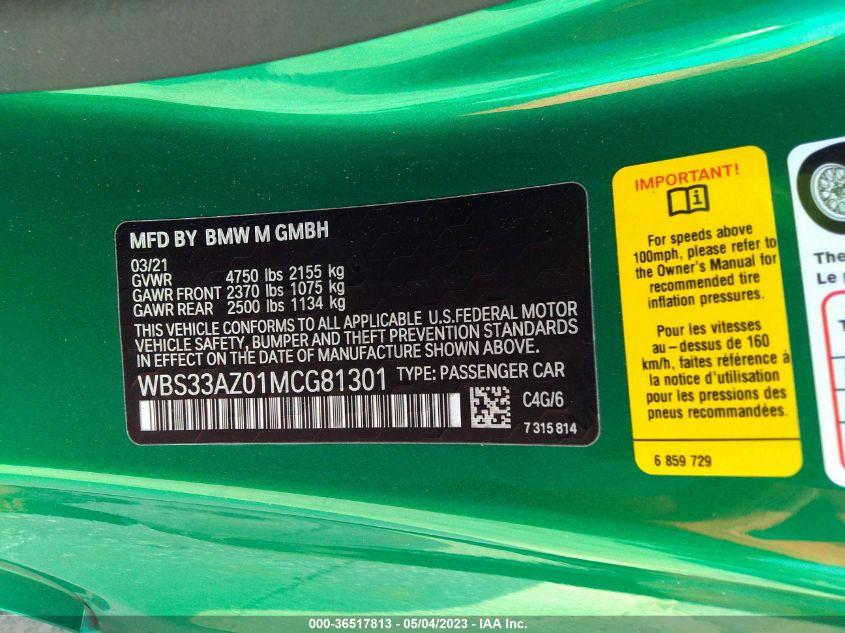 MFD BY BMW M GMBH
03/21
GVWR 4750 lbs 2155 kg
GAWR FRONT 2370 lbs 1075 kg
GAWR REAR 2500 lbs 1134 kg
THIS VEHICLE CONFORMS TO ALL APPLICABLE U.S.FEDERAL MOTOR
VEHICLE SAFETY, BUMPER AND THEFT PREVENTION STANDARDS
IN EFFECT ON THE DATE OF MANUFACTURE SHOWN ABOVE.
WBS33AZ01MCG81301 TYPE: PASSENGER CAR
C4G/6
7 315 814
IMPORTANT!
For speeds above
100mph, please refer to
the Owner's Manual for
recommended tire
inflation pressures.
Pour les vitesses
au-dessus de 160
km/h, faites référence à
la Notice d'utilisation
pour les pressions des
pneus recommandées.
6 859 729
The
Le p
000-36517813 - 05/04/2023 - IAA Inc.